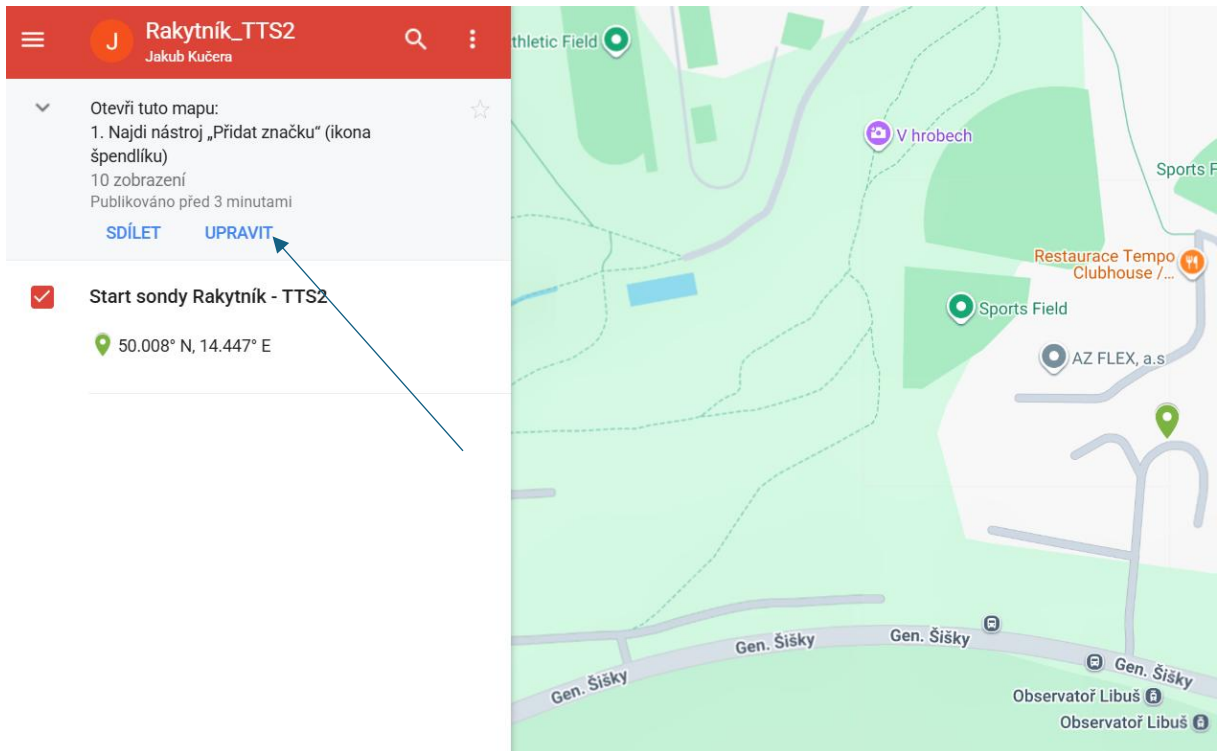 J
Rakytník_TTS2
Jakub Kučera
Otevři tuto mapu:
1. Najdi nástroj „Přidat značku“ (ikona
špendlíku)
10 zobrazení
Publikováno před 3 minutami
SDÍLET UPRAVIT
Start sondy Rakytník - TTS2
50.008° N, 14.447° E
thletic Field
V hrobech
Sports F
Restaurace Tempo
Clubhouse /...
Sports Field
AZ FLEX, a.s
Gen. Šišky
Gen. Šišky
Gen. Šišky
Gen. Šišky
Observatoř Libuš
Observatoř Libuš